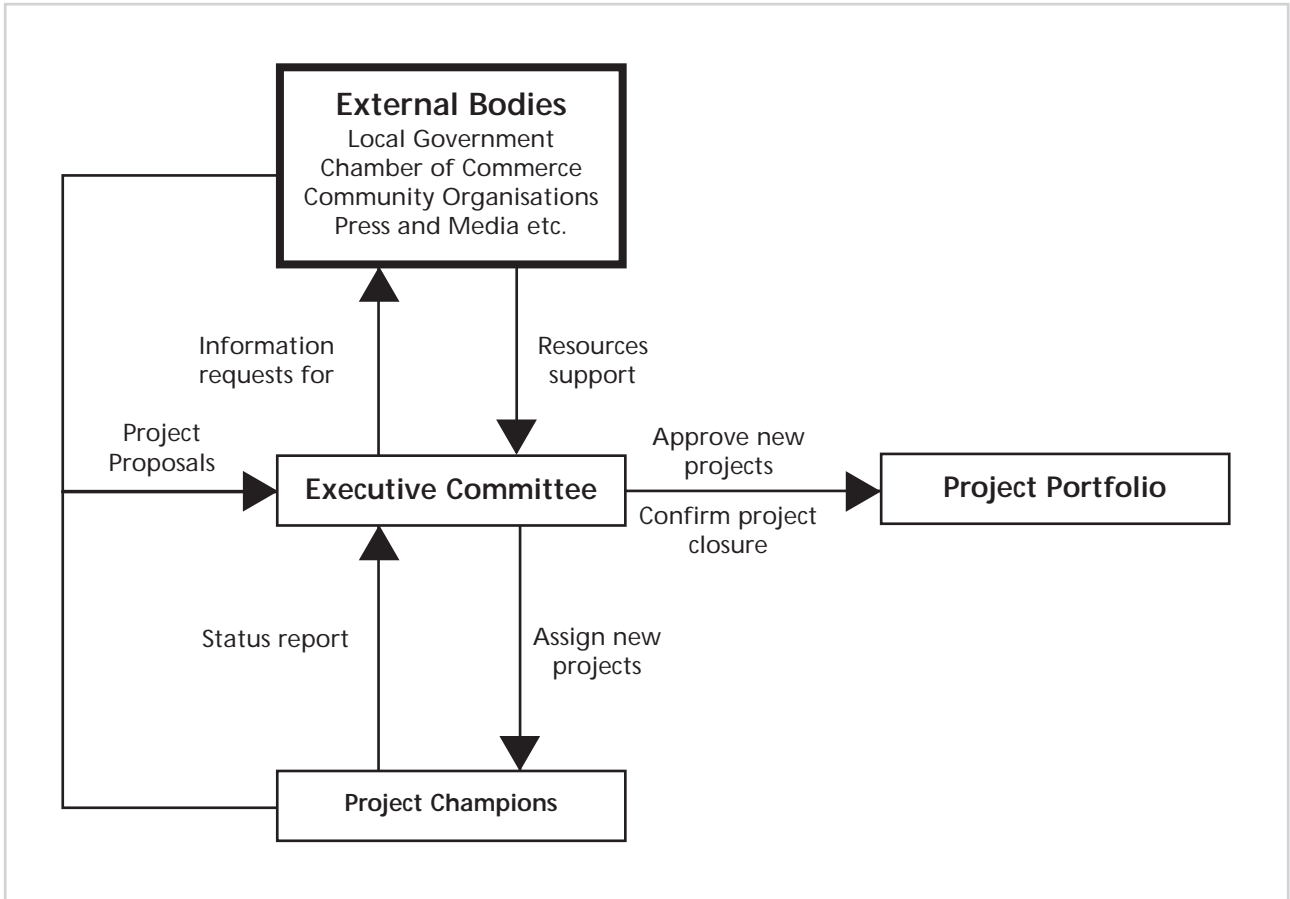 External Bodies
Local Government
Chamber of Commerce
Community Organisations
Press and Media etc.
Information
requests for
Resources
support
Project
Proposals
Executive Committee
Approve new
projects
Confirm project
closure
Project Portfolio
Status report
Assign new
projects
Project Champions